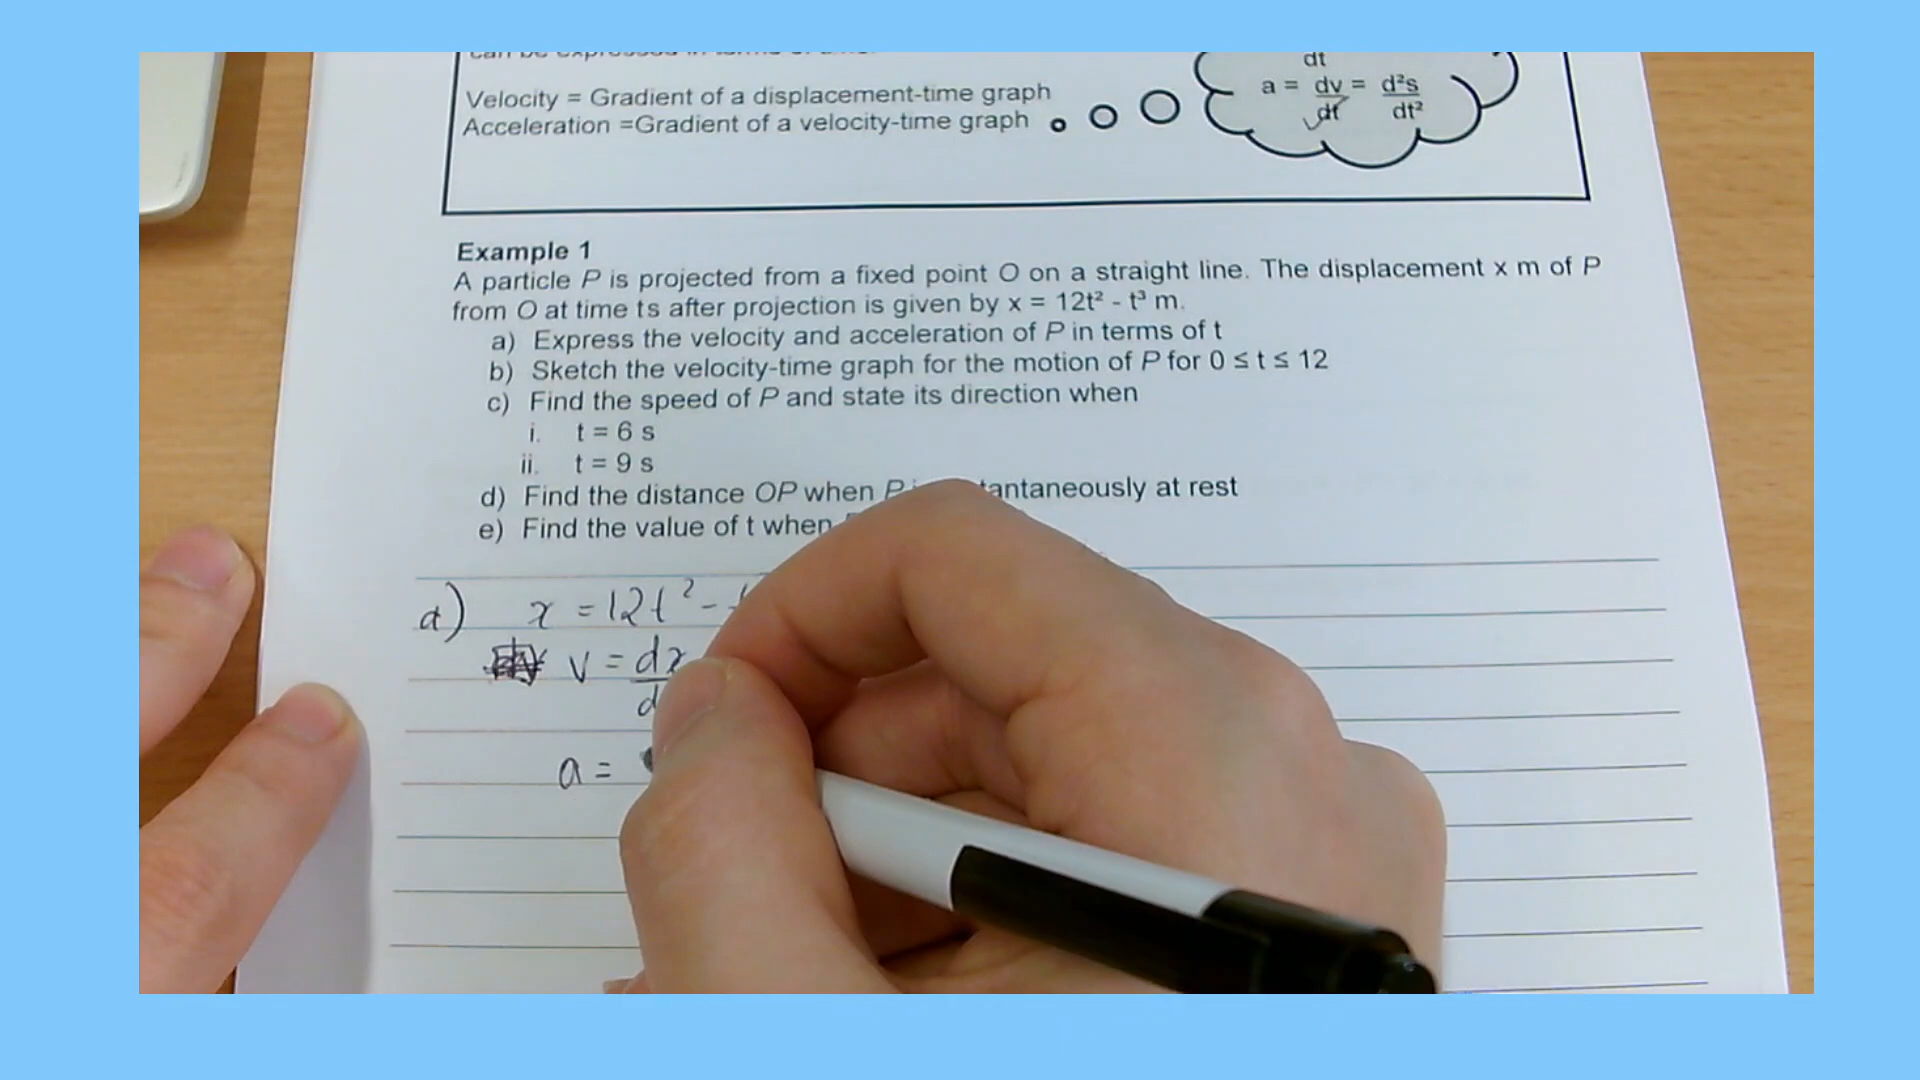 Velocity = Gradient of a displacement-time graph
Acceleration =Gradient of a velocity-time graph
dt
a = dv = d²s
dt dt²
Example 1
A particle P is projected from a fixed point O on a straight line. The displacement x m of P
from O at time ts after projection is given by x = 12t² - t³ m.
a) Express the velocity and acceleration of P in terms of t
b) Sketch the velocity-time graph for the motion of P for 0 ≤ t ≤ 12
c) Find the speed of P and state its direction when
i. t = 6 s
ii. t = 9 s
d) Find the distance OP when P tantaneously at rest
e) Find the value of t when
a) x = 12t² -
v = dx
d
a =